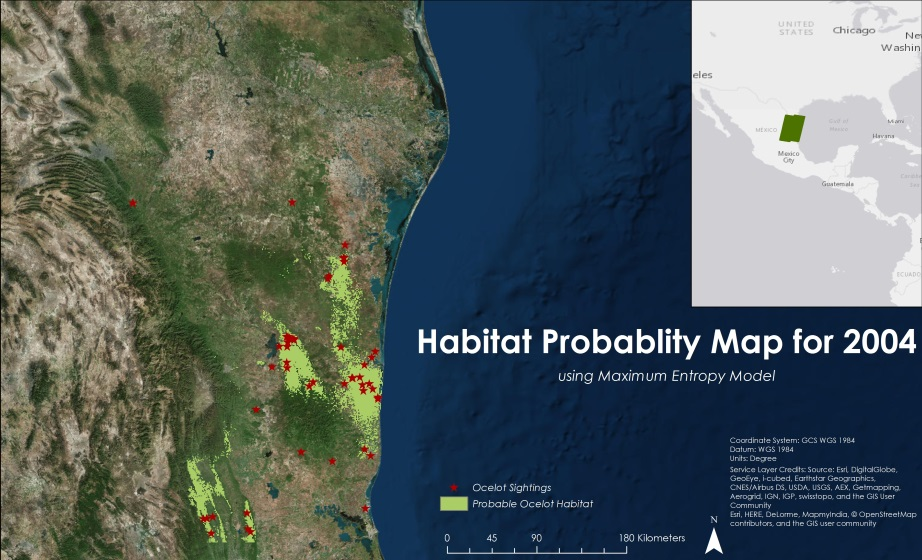 UNITED
STATES
Chicago
New
Washin
eles
MEXICO
Gulf of
Mexico
Miami
Havana
Mexico
City
Guatemala
ECUADO
Habitat Probablity Map for 2004
using Maximum Entropy Model
Coordinate System: GCS WGS 1984
Datum: WGS 1984
Units: Degree
Service Layer Credits: Source: Esri, DigitalGlobe,
GeoEye, i-cubed, Earthstar Geographics,
CNES/Airbus DS, USDA, USGS, AEX, Getmapping,
Aerogrid, IGN, IGP, swisstopo, and the GIS User
Community
Esri, HERE, DeLorme, MapmyIndia, © OpenStreetMap
contributors, and the GIS user community
Ocelot Sightings
Probable Ocelot Habitat
N
0 45 90 180 Kilometers